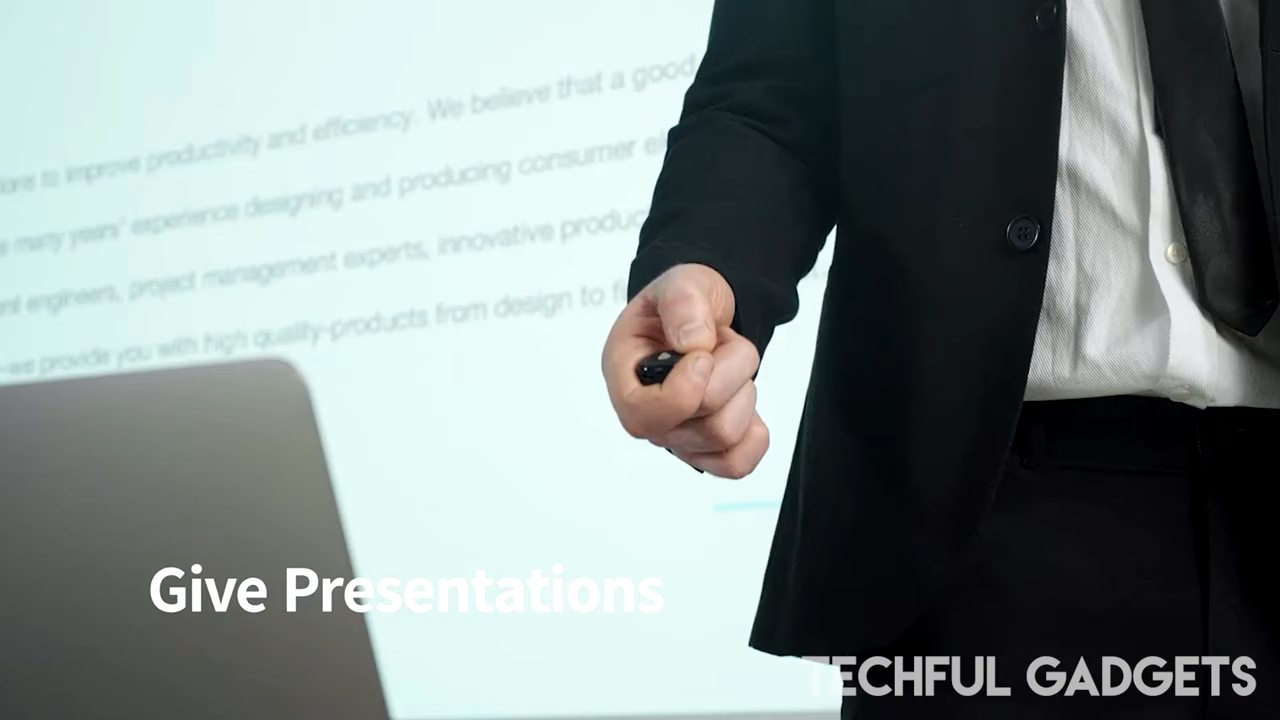 to improve productivity and efficiency. We believe that a good
many years' experience designing and producing consumer
engineers, project management experts, innovative
we provide you with high quality-products from design to
Give Presentations
TECHFUL GADGETS